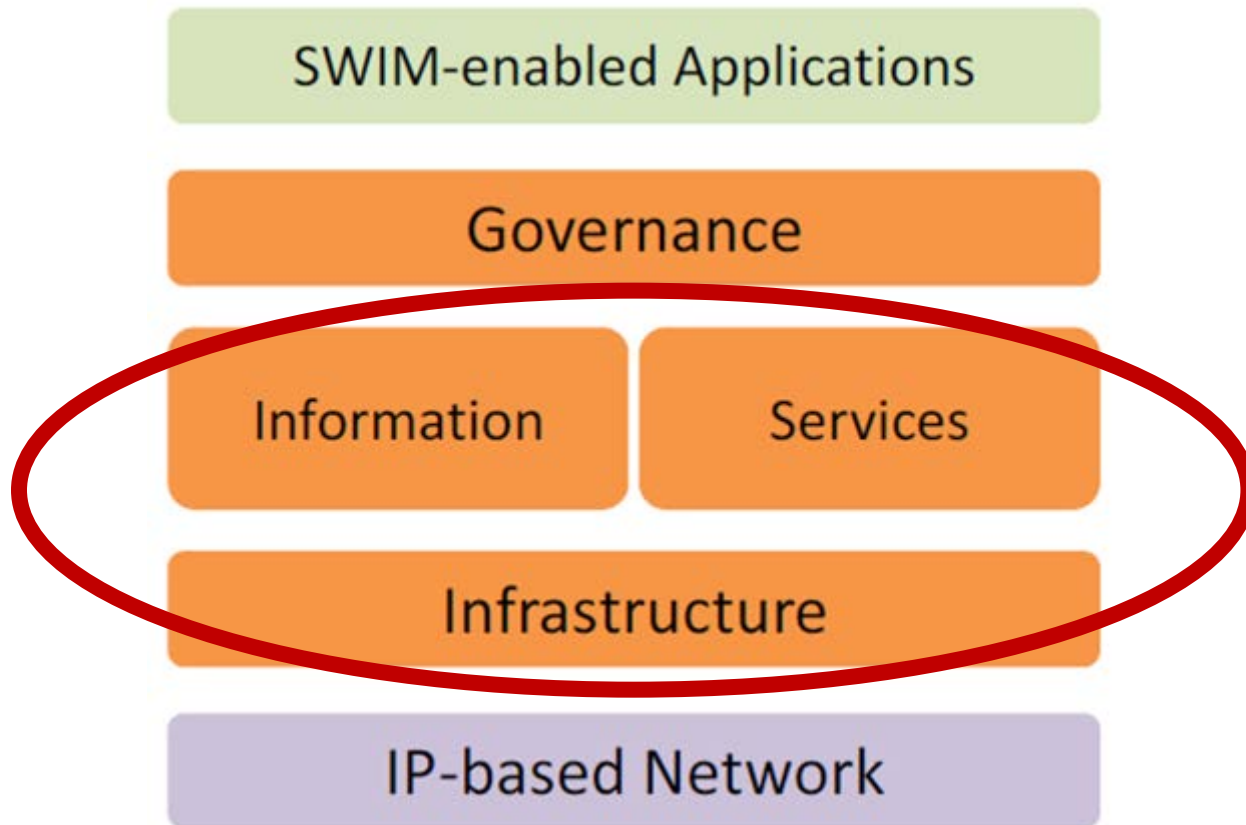 SWIM-enabled Applications
Governance
Information
Services
Infrastructure
IP-based Network